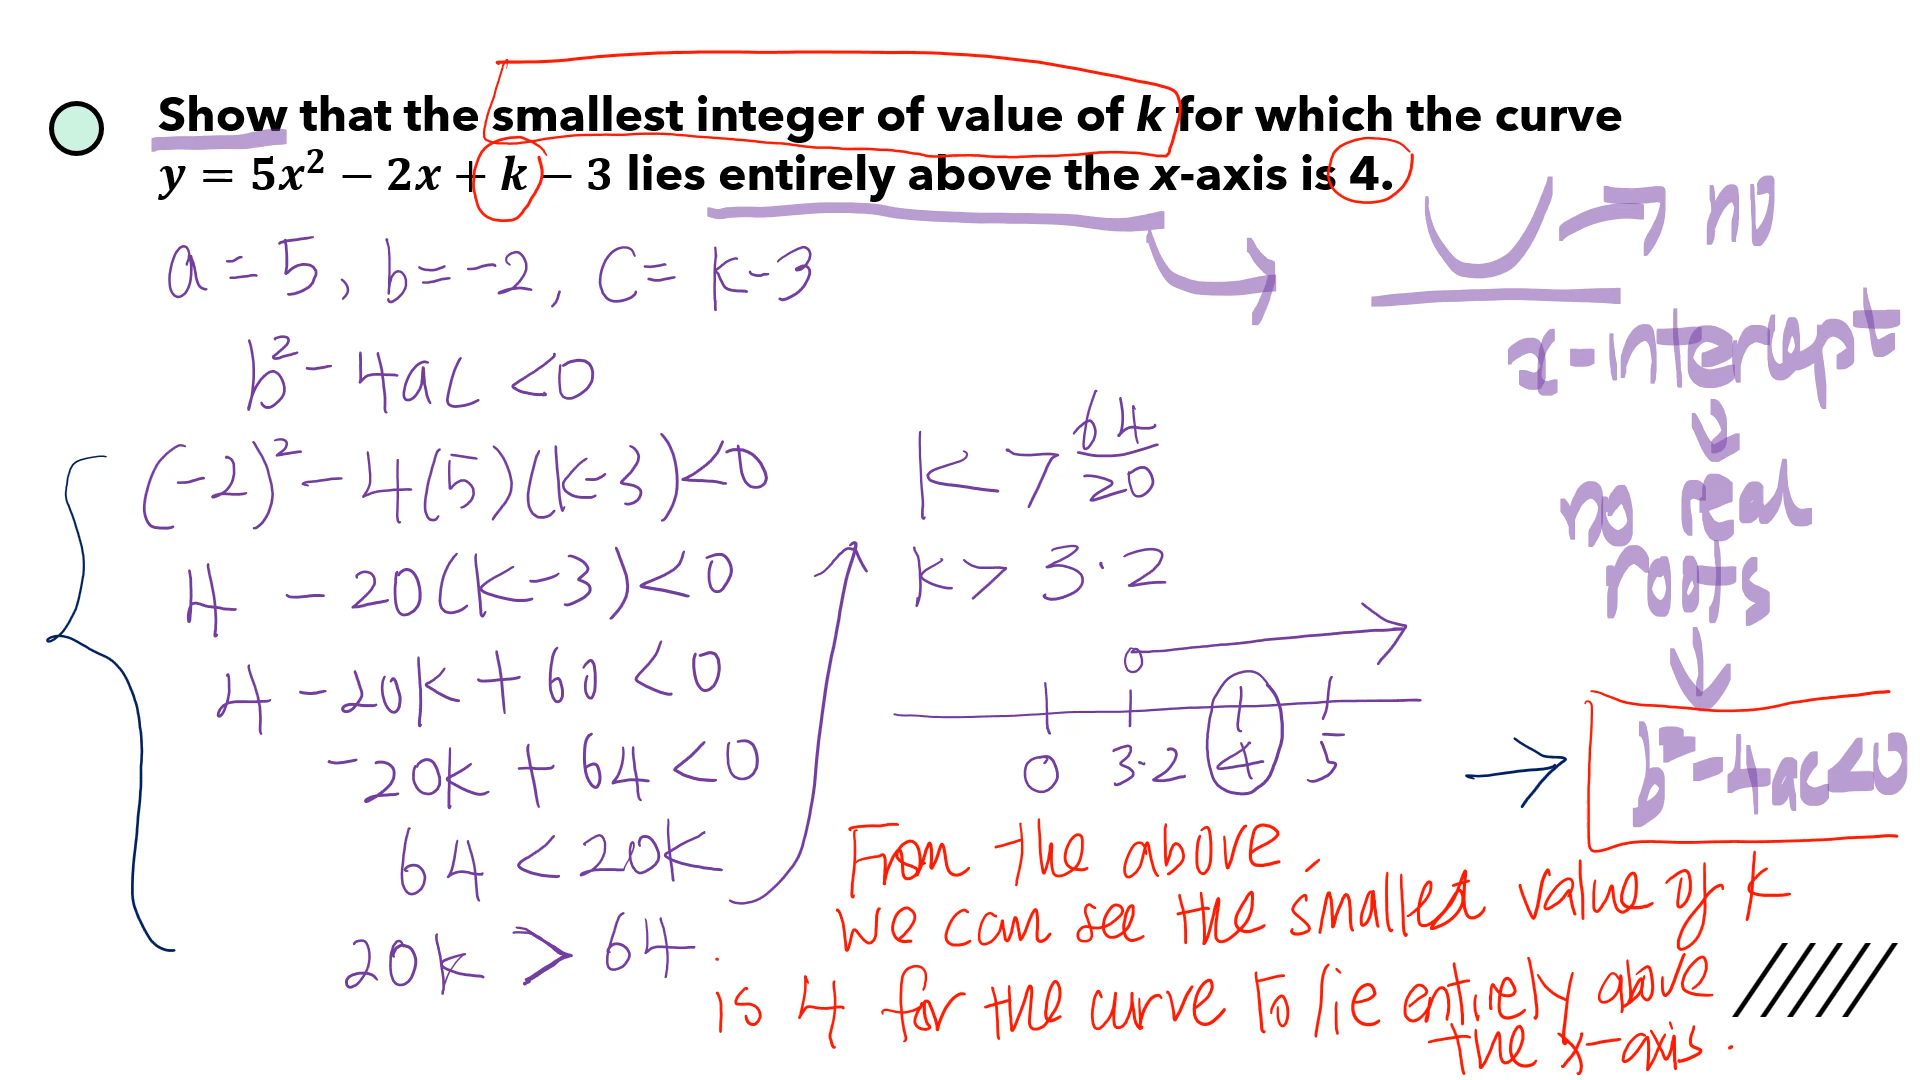 Show that the smallest integer of value of k for which the curve
y = 5x² − 2x + k − 3 lies entirely above the x-axis is 4.
a = 5, b = -2, c = k-3
b² - 4ac < 0
(-2)² - 4(5)(k-3) < 0
4 - 20(k-3) < 0
4 - 20k + 60 < 0
-20k + 64 < 0
64 < 20k
20k > 64
k > 64/20
k > 3.2
0 3.2 4 5
From the above,
we can see the smallest value of k
is 4 for the curve to lie entirely above
the x-axis.
no
x-intercept
no real
roots
b²-4ac<0